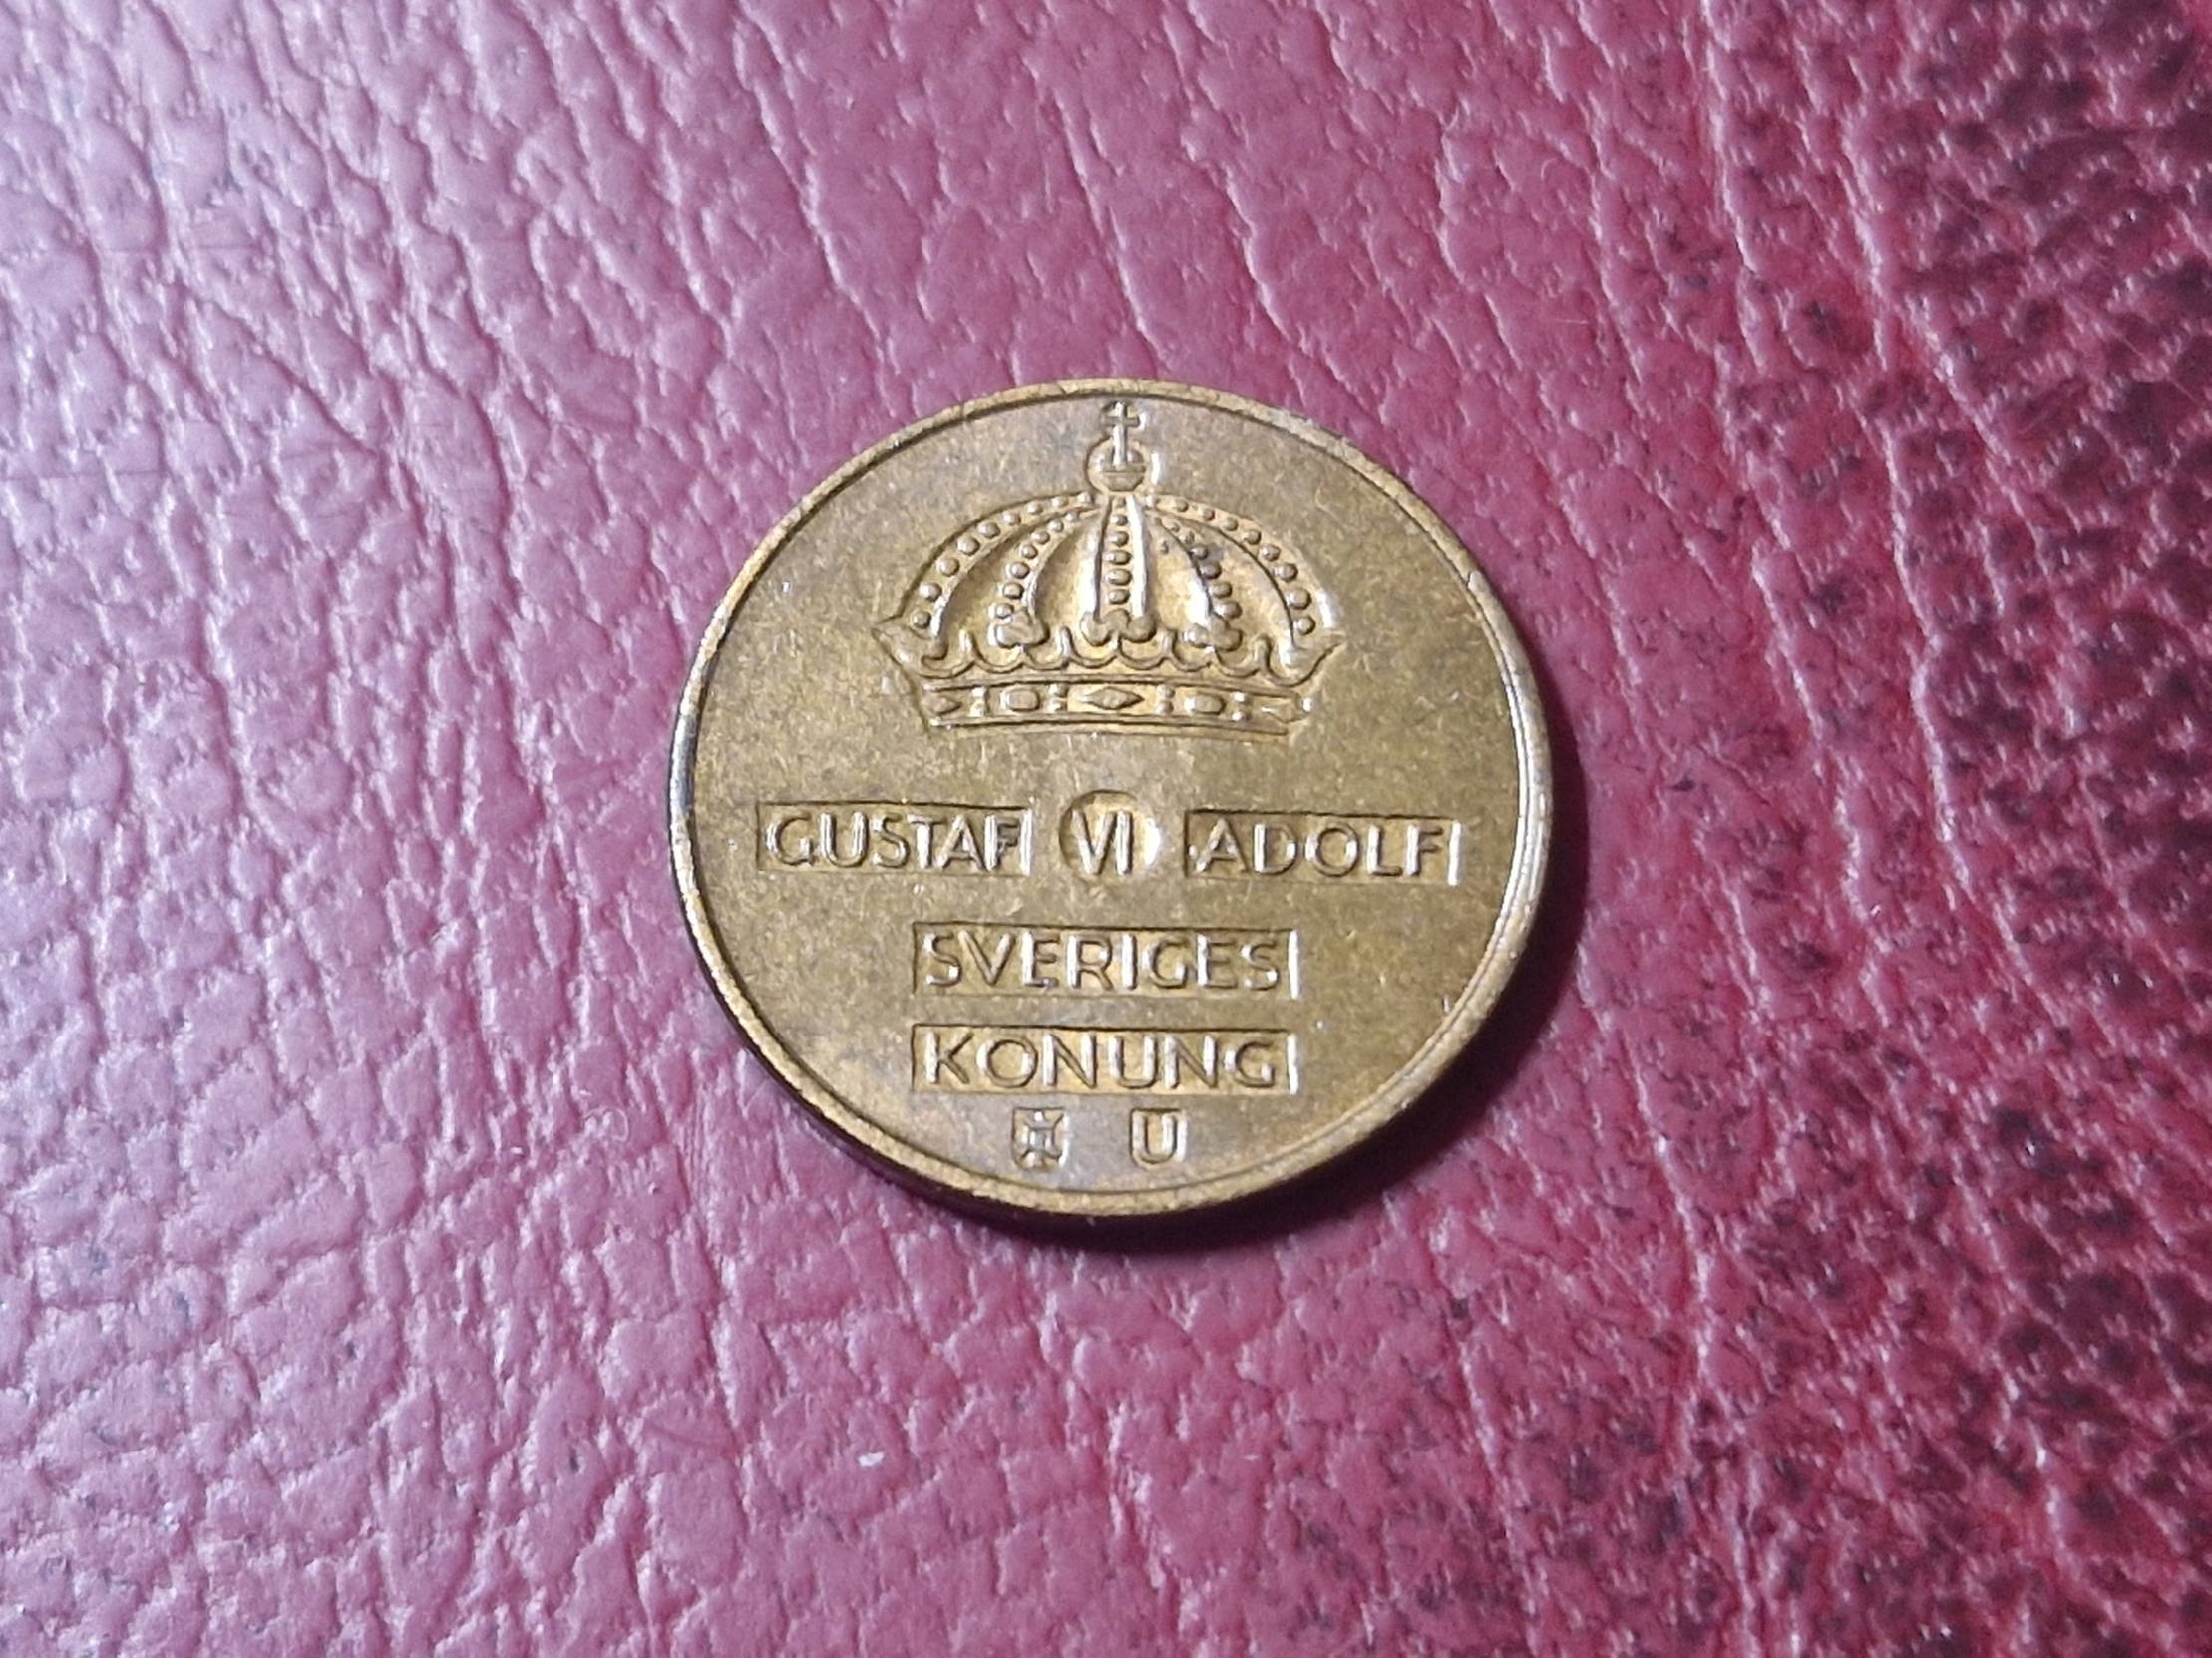 GUSTAF VI ADOLF
SVERIGES
KONUNG
U